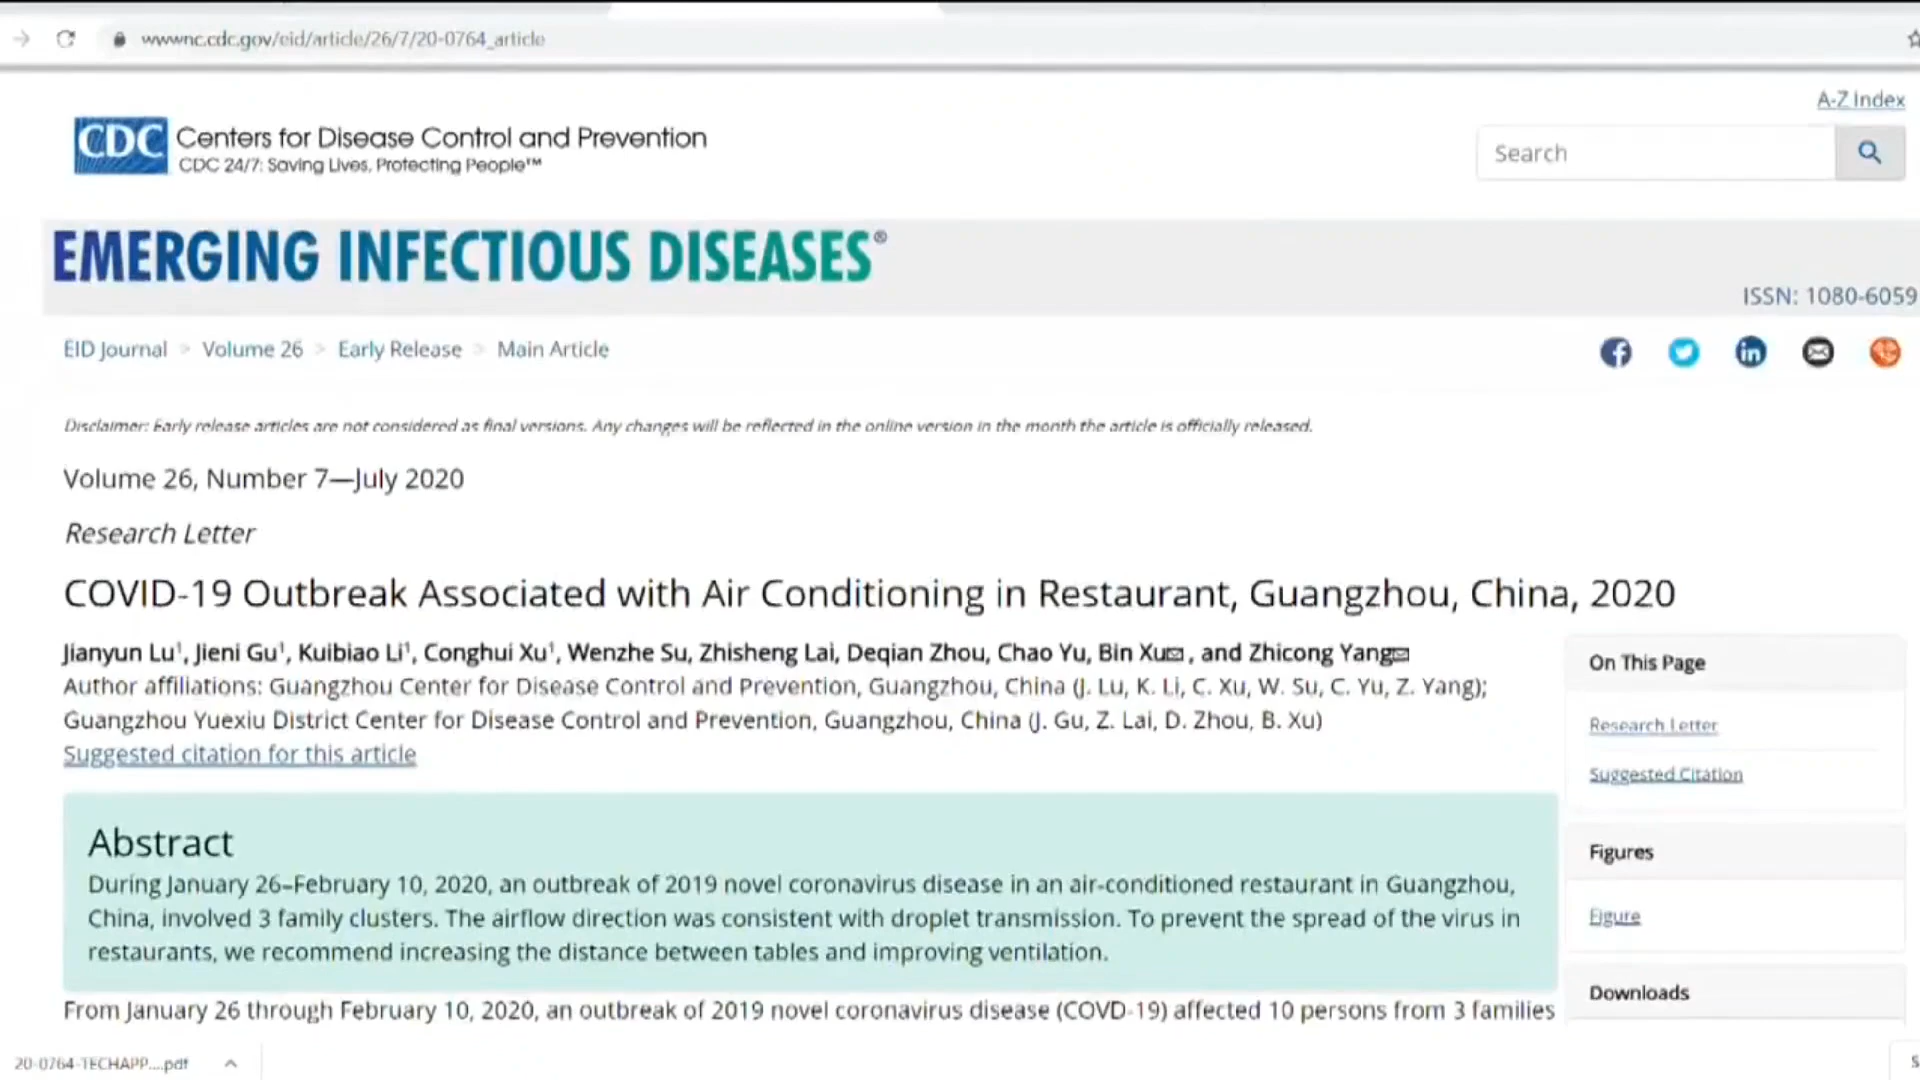 wwwnc.cdc.gov/eid/article/26/7/20-0764_article
A-Z Index
CDC Centers for Disease Control and Prevention
CDC 24/7: Saving Lives, Protecting People™
Search
EMERGING INFECTIOUS DISEASES®
ISSN: 1080-6059
EID Journal > Volume 26 > Early Release > Main Article
Disclaimer: Early release articles are not considered as final versions. Any changes will be reflected in the online version in the month the article is officially released.
Volume 26, Number 7—July 2020
Research Letter
COVID-19 Outbreak Associated with Air Conditioning in Restaurant, Guangzhou, China, 2020
Jianyun Lu¹, Jieni Gu¹, Kuibiao Li¹, Conghui Xu¹, Wenzhe Su, Zhisheng Lai, Deqian Zhou, Chao Yu, Bin Xu, and Zhicong Yang
Author affiliations: Guangzhou Center for Disease Control and Prevention, Guangzhou, China (J. Lu, K. Li, C. Xu, W. Su, C. Yu, Z. Yang);
Guangzhou Yuexiu District Center for Disease Control and Prevention, Guangzhou, China (J. Gu, Z. Lai, D. Zhou, B. Xu)
Suggested citation for this article
Abstract
During January 26–February 10, 2020, an outbreak of 2019 novel coronavirus disease in an air-conditioned restaurant in Guangzhou,
China, involved 3 family clusters. The airflow direction was consistent with droplet transmission. To prevent the spread of the virus in
restaurants, we recommend increasing the distance between tables and improving ventilation.
From January 26 through February 10, 2020, an outbreak of 2019 novel coronavirus disease (COVD-19) affected 10 persons from 3 families
On This Page
Research Letter
Suggested Citation
Figures
Figure
Downloads
20-0764-TECHAPP....pdf
S